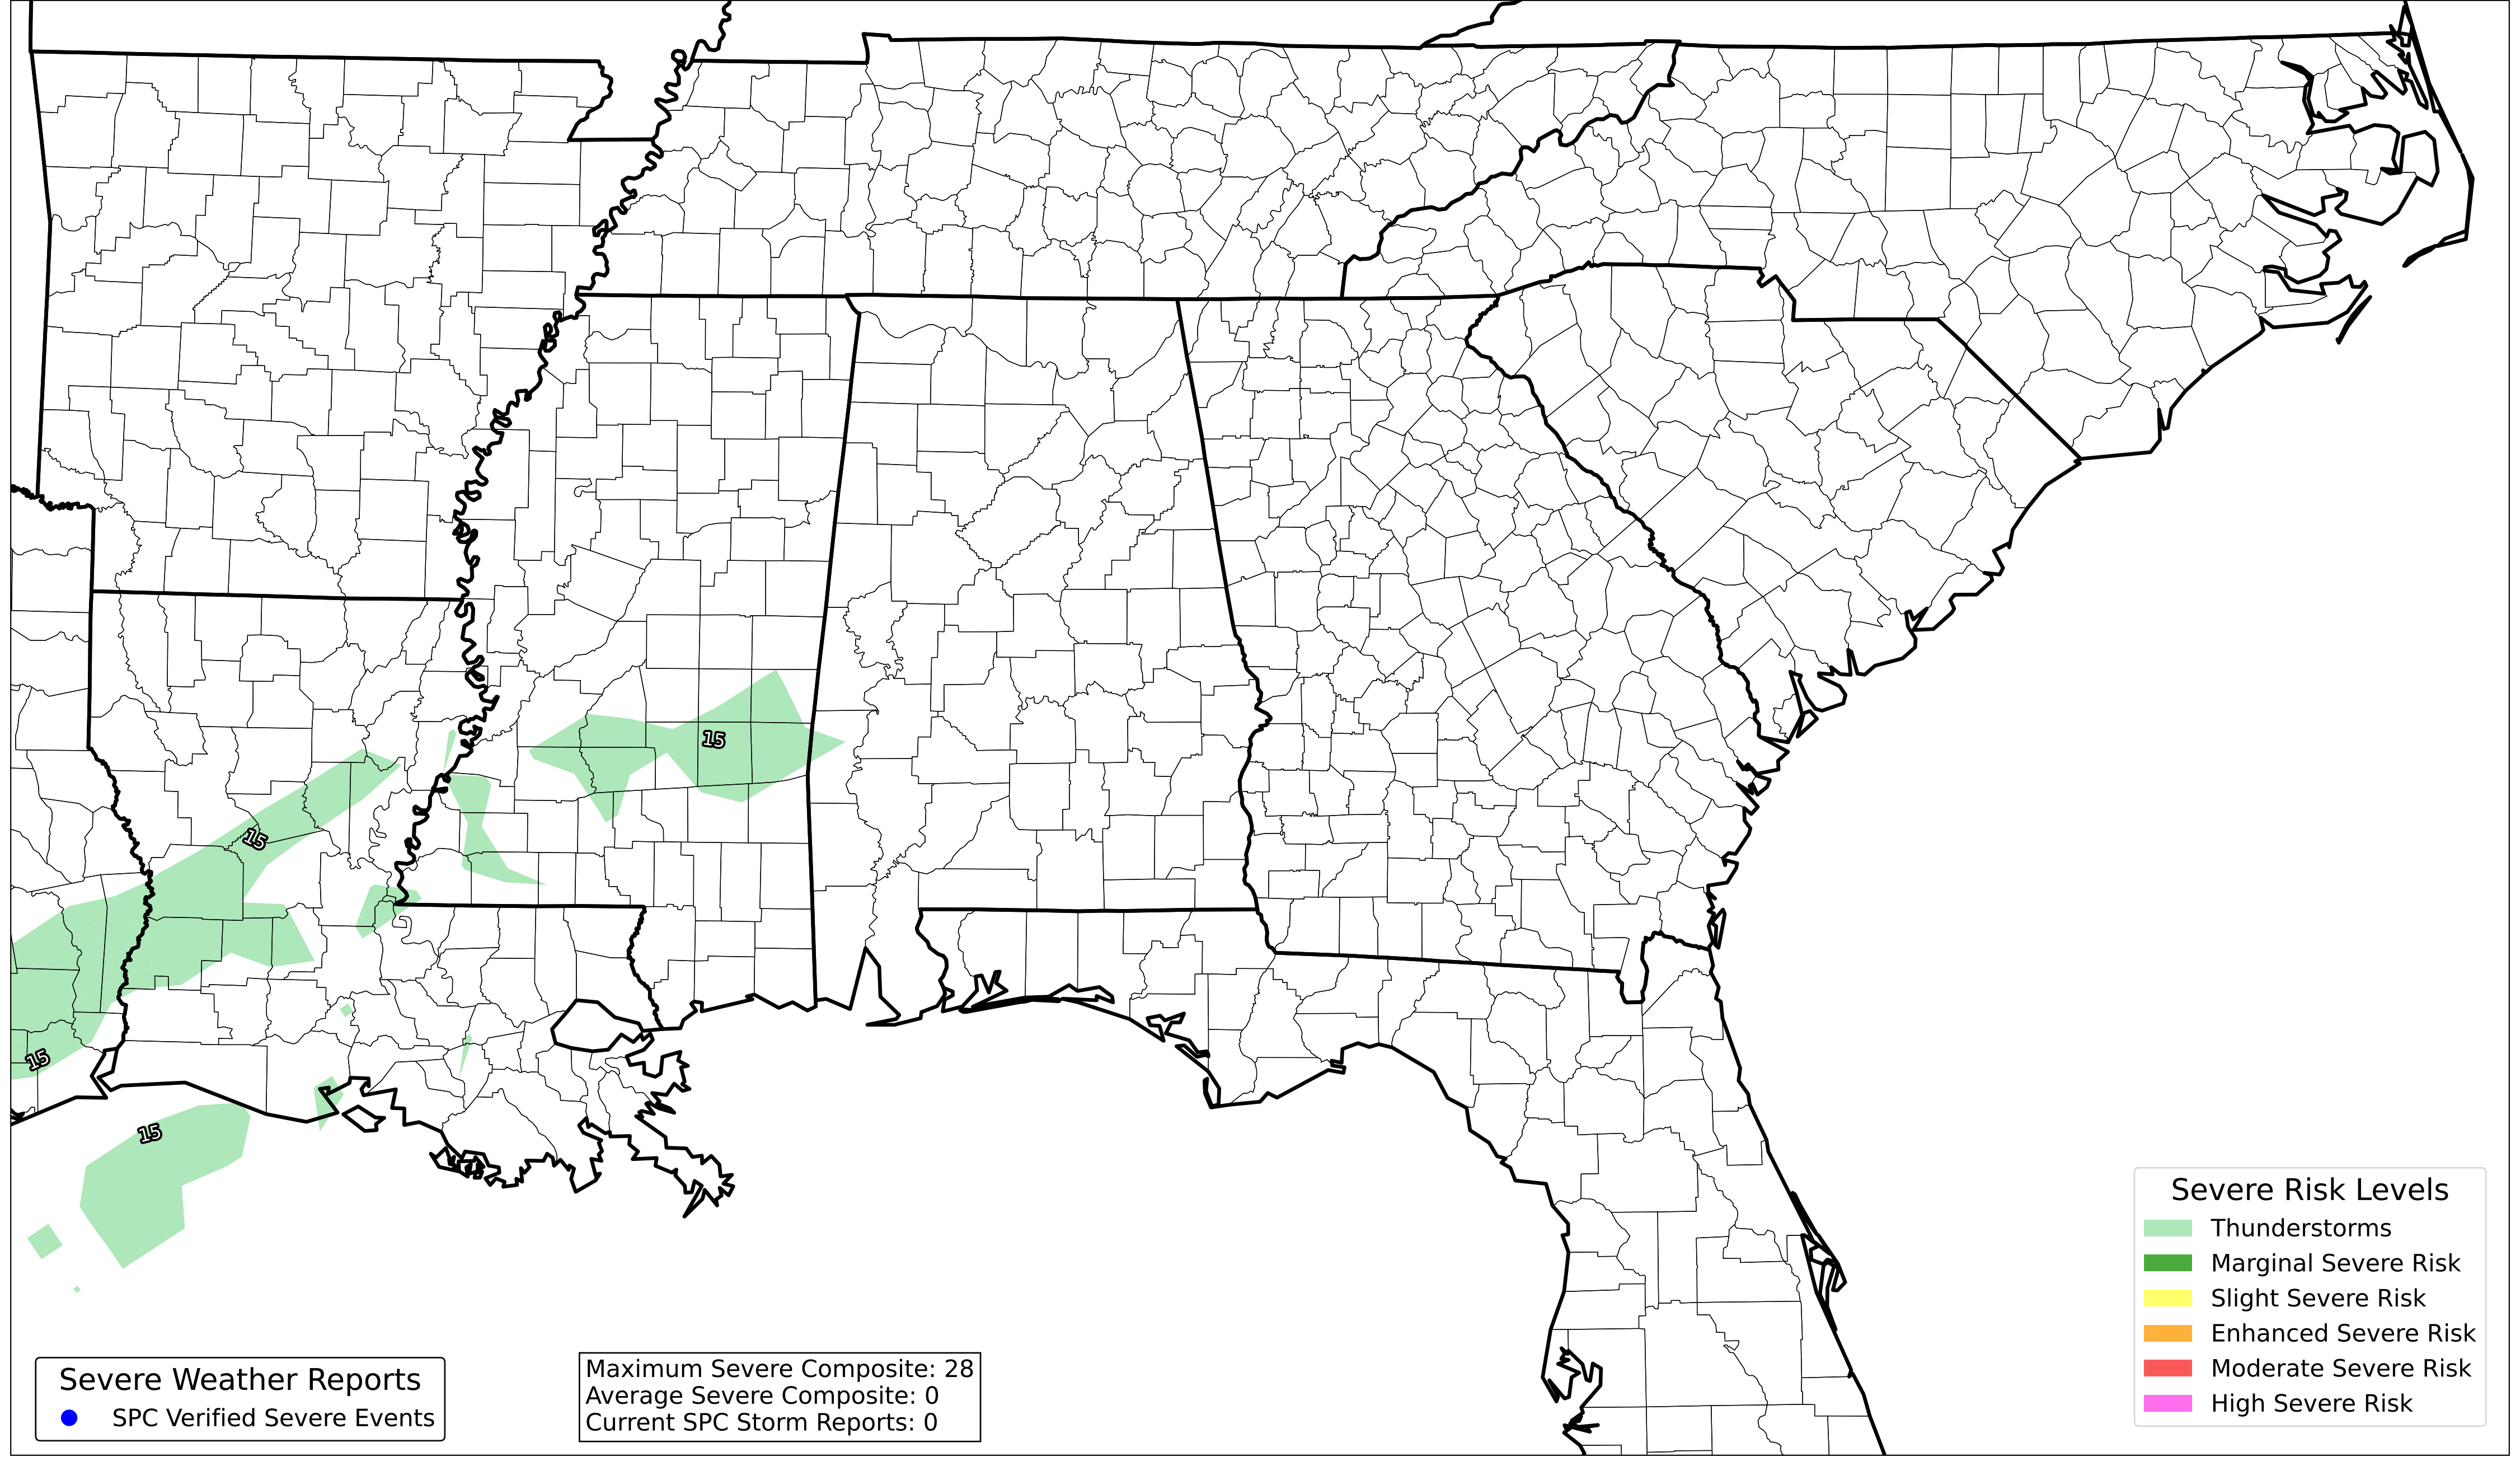 15
15
15
15
Severe Risk Levels
Thunderstorms
Marginal Severe Risk
Slight Severe Risk
Enhanced Severe Risk
Moderate Severe Risk
High Severe Risk
Severe Weather Reports
SPC Verified Severe Events
Maximum Severe Composite: 28
Average Severe Composite: 0
Current SPC Storm Reports: 0